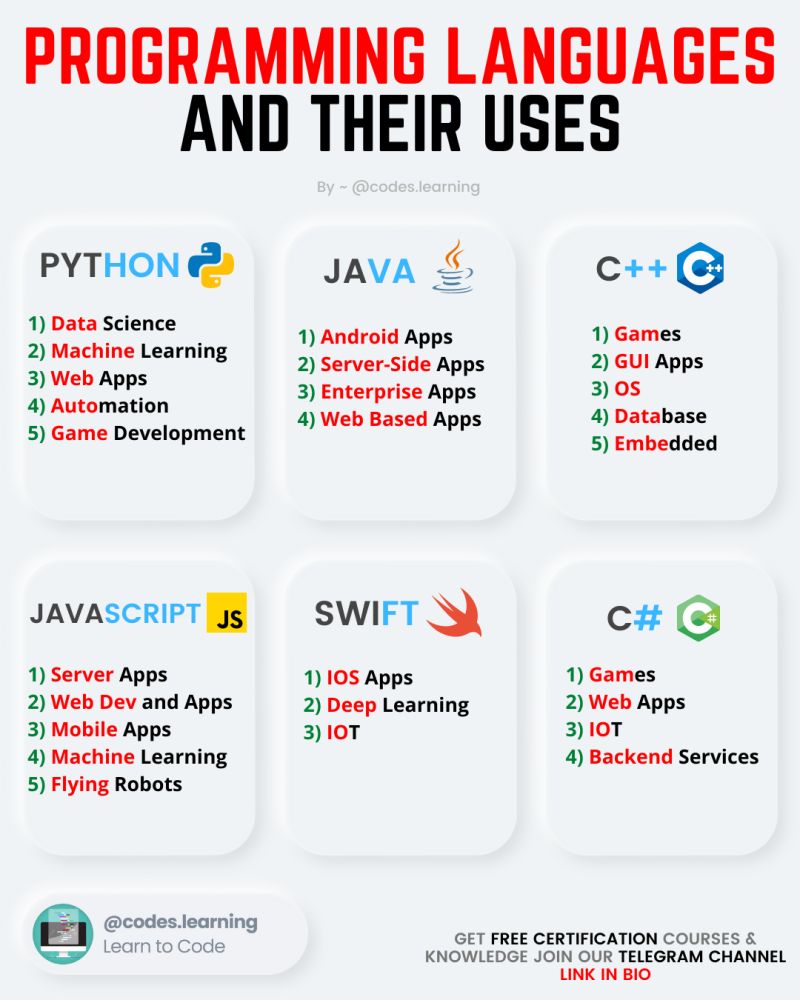 PROGRAMMING LANGUAGES
AND THEIR USES
By ~ @codes.learning
PYTHON
1) Data Science
2) Machine Learning
3) Web Apps
4) Automation
5) Game Development
JAVA
1) Android Apps
2) Server-Side Apps
3) Enterprise Apps
4) Web Based Apps
C++
C++
1) Games
2) GUI Apps
3) OS
4) Database
5) Embedded
JAVASCRIPT
JS
1) Server Apps
2) Web Dev and Apps
3) Mobile Apps
4) Machine Learning
5) Flying Robots
SWIFT
1) IOS Apps
2) Deep Learning
3) IOT
C#
C#
1) Games
2) Web Apps
3) IOT
4) Backend Services
@codes.learning
Learn to Code
GET FREE CERTIFICATION COURSES &
KNOWLEDGE JOIN OUR TELEGRAM CHANNEL
LINK IN BIO